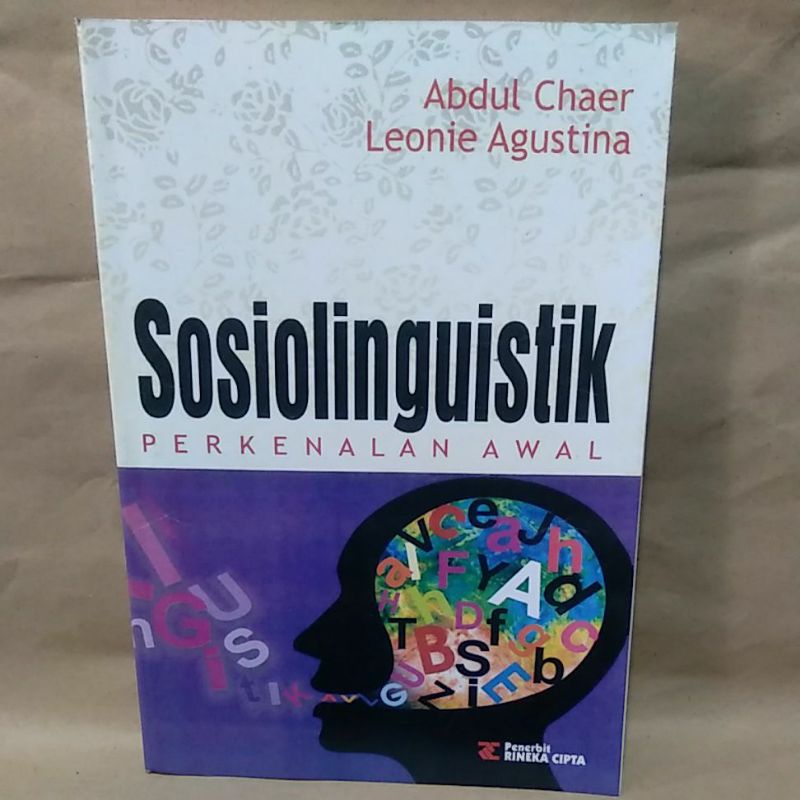 Abdul Chaer
Leonie Agustina
Sosiolinguistik
PERKENALAN AWAL
Penerbit
RINEKA CIPTA